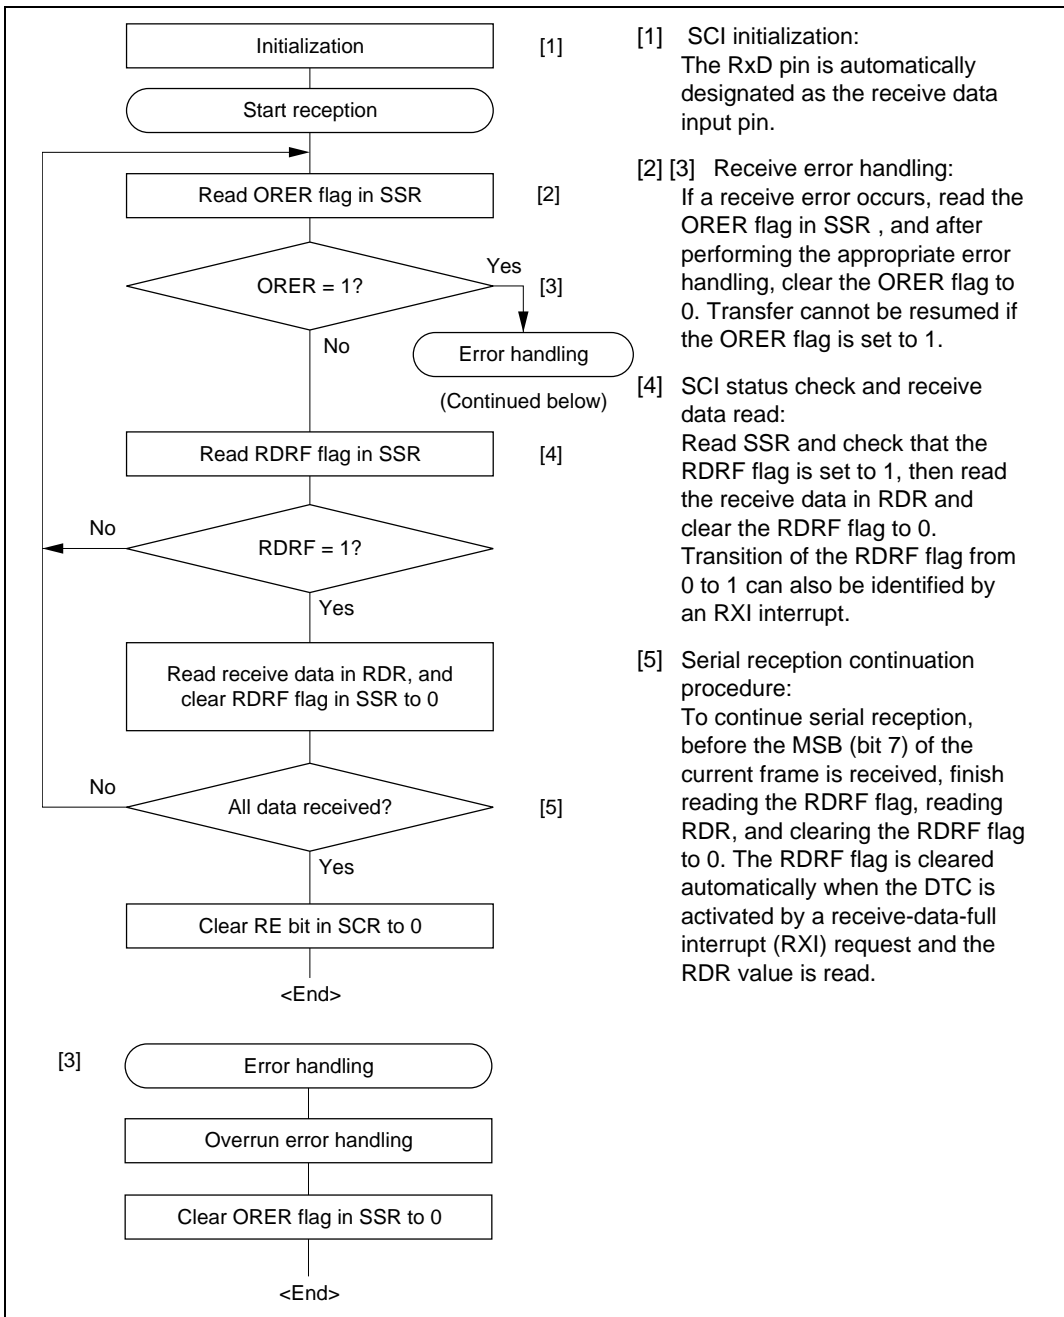 Initialization
[1]
Start reception
Read ORER flag in SSR
[2]
ORER = 1?
Yes
[3]
No
Error handling
(Continued below)
Read RDRF flag in SSR
[4]
No
RDRF = 1?
Yes
Read receive data in RDR, and
clear RDRF flag in SSR to 0
No
All data received?
[5]
Yes
Clear RE bit in SCR to 0
<End>
[3]
Error handling
Overrun error handling
Clear ORER flag in SSR to 0
<End>
[1] SCI initialization:
The RxD pin is automatically
designated as the receive data
input pin.
[2] [3] Receive error handling:
If a receive error occurs, read the
ORER flag in SSR , and after
performing the appropriate error
handling, clear the ORER flag to
0. Transfer cannot be resumed if
the ORER flag is set to 1.
[4] SCI status check and receive
data read:
Read SSR and check that the
RDRF flag is set to 1, then read
the receive data in RDR and
clear the RDRF flag to 0.
Transition of the RDRF flag from
0 to 1 can also be identified by
an RXI interrupt.
[5] Serial reception continuation
procedure:
To continue serial reception,
before the MSB (bit 7) of the
current frame is received, finish
reading the RDRF flag, reading
RDR, and clearing the RDRF flag
to 0. The RDRF flag is cleared
automatically when the DTC is
activated by a receive-data-full
interrupt (RXI) request and the
RDR value is read.